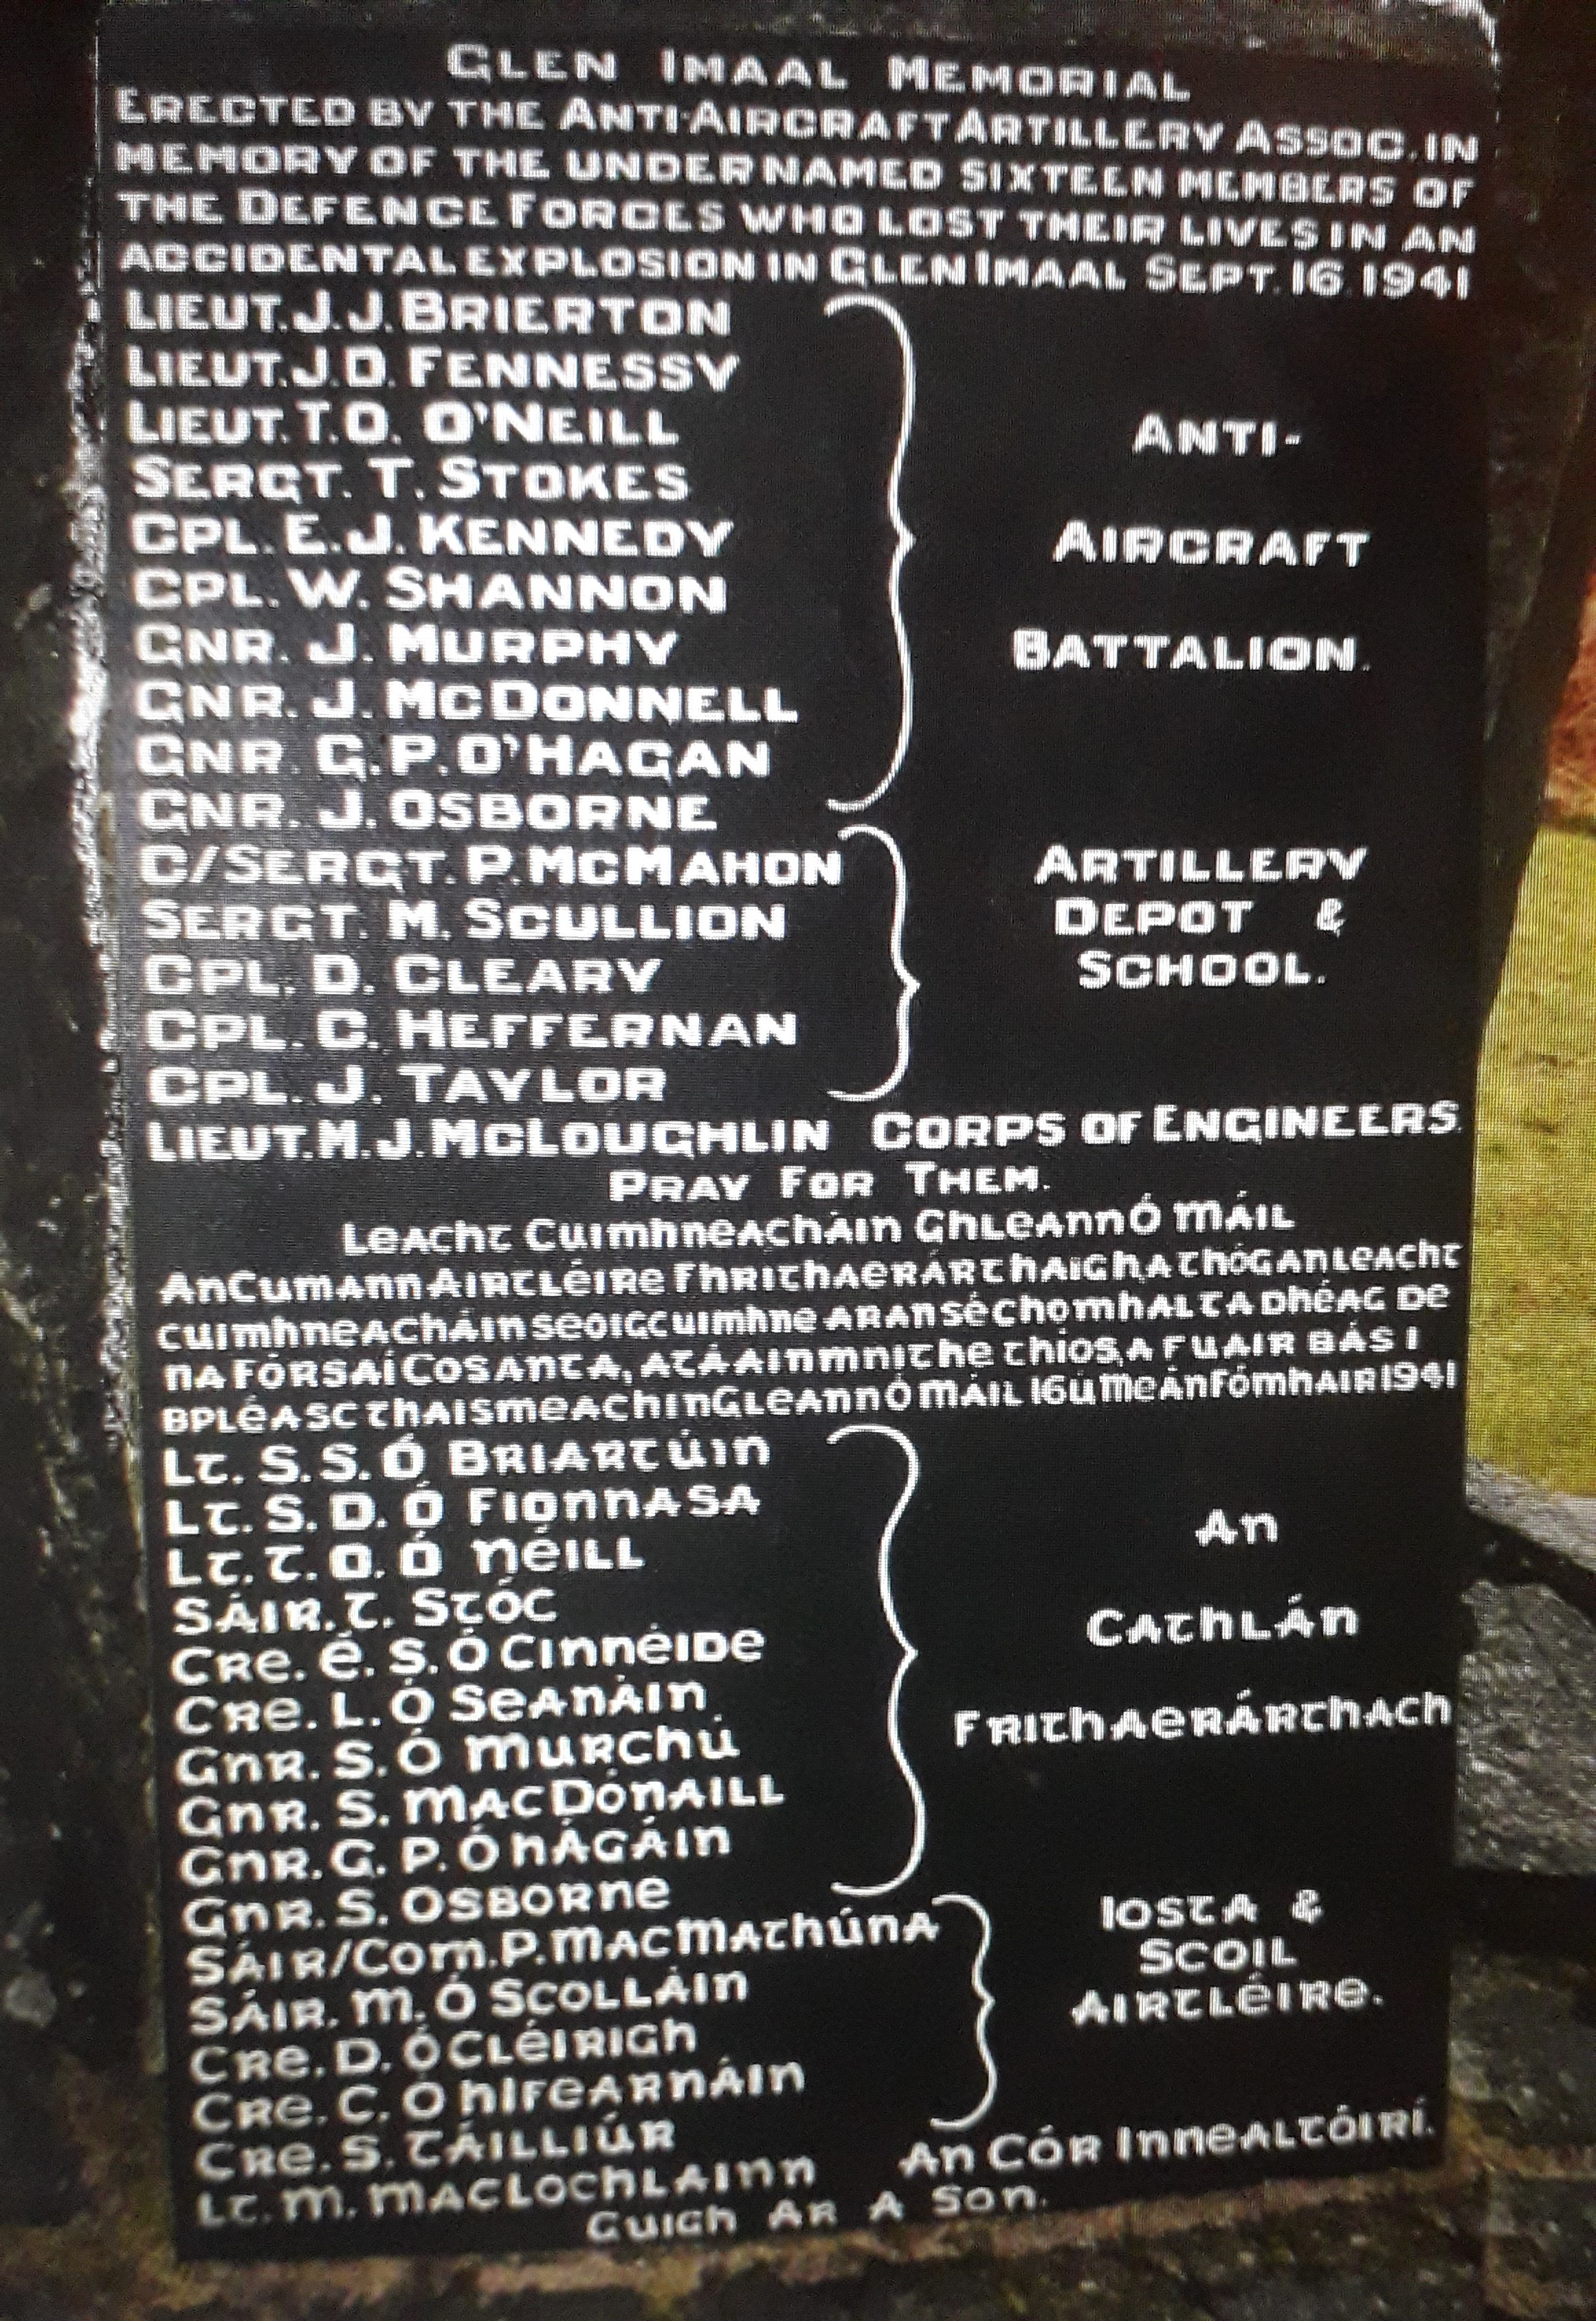 GLEN IMAAL MEMORIAL
ERECTED BY THE ANTI-AIRCRAFT ARTILLERY ASSOC. IN
MEMORY OF THE UNDERNAMED SIXTEEN MEMBERS OF
THE DEFENCE FORCES WHO LOST THEIR LIVES IN AN
ACCIDENTAL EXPLOSION IN GLEN IMAAL SEPT. 16 1941
LIEUT. J. J. BRIERTON
LIEUT. J. D. FENNESSY
LIEUT. T. O. O'NEILL
ANTI-
SERGT. T. STOKES
CPL. E. J. KENNEDY
AIRCRAFT
CPL. W. SHANNON
GNR. J. MURPHY
BATTALION.
GNR. J. McDONNELL
GNR. G. P. O'HAGAN
GNR. J. OSBORNE
C/SERGT. P. McMAHON
ARTILLERY
SERGT. M. SCULLION
DEPOT &
CPL. D. CLEARY
SCHOOL.
CPL. C. HEFFERNAN
CPL. J. TAYLOR
LIEUT. M. J. McLOUGHLIN CORPS OF ENGINEERS.
PRAY FOR THEM.
Leacht Cuimhneacháin Ghleann Ó Máil
An Cumann Airtléire Fhrithaerárthaigh a thóg an leacht
cuimhneacháin seo i gcuimhne ar an sé chomhalta dhéag de
na Fórsaí Cosanta, atá ainmnithe thíos, a fuair bás i
bpléasc thaismeach in Gleann Ó Máil 16ú Meán Fómhair 1941
Lt. S. S. Ó Briartúin
Lt. S. D. Ó Fionnasa
An
Lt. T. O. Ó Néill
Sáir. T. Stóc
Cathlán
Cre. É. S. Ó Cinnéide
Cre. L. Ó Seanáin
Frithaerárthach
Gnr. S. Ó Murchú
Gnr. S. MacDónaill
Gnr. G. P. Ó hÁgáin
Gnr. S. Osborne
Iosta &
Sáir/Com. P. MacMathúna
Scoil
Sáir. M. Ó Scolláin
Airtléire.
Cre. D. Ó Cléirigh
Cre. C. Ó hIfearnáin
Cre. S. Táilliúr
Lt. M. MacLochlainn An Cór Innealtóirí.
Guigh ar a son.